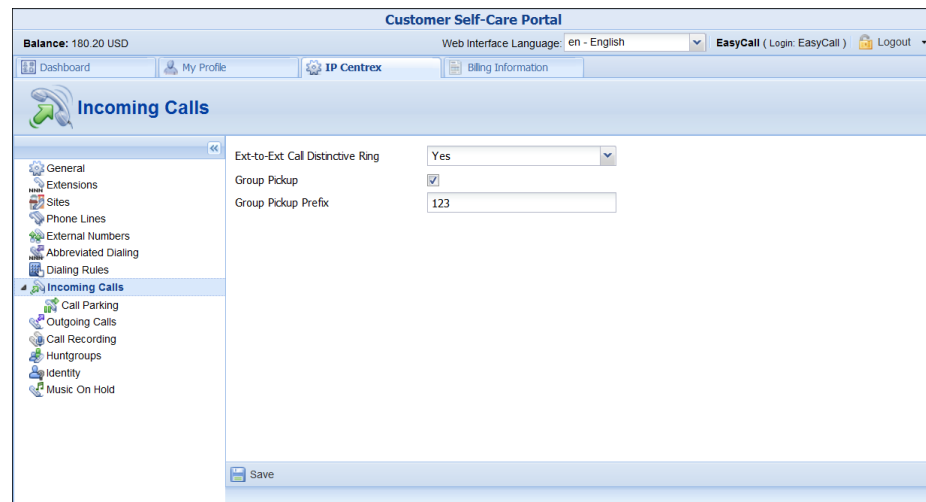 Customer Self-Care Portal
Balance: 180.20 USD Web Interface Language: en - English EasyCall ( Login: EasyCall ) Logout
Dashboard My Profile IP Centrex Billing Information
Incoming Calls
General
Extensions
Sites
Phone Lines
External Numbers
Abbreviated Dialing
Dialing Rules
Incoming Calls
Call Parking
Outgoing Calls
Call Recording
Huntgroups
Identity
Music On Hold
Ext-to-Ext Call Distinctive Ring Yes
Group Pickup
Group Pickup Prefix 123
Save